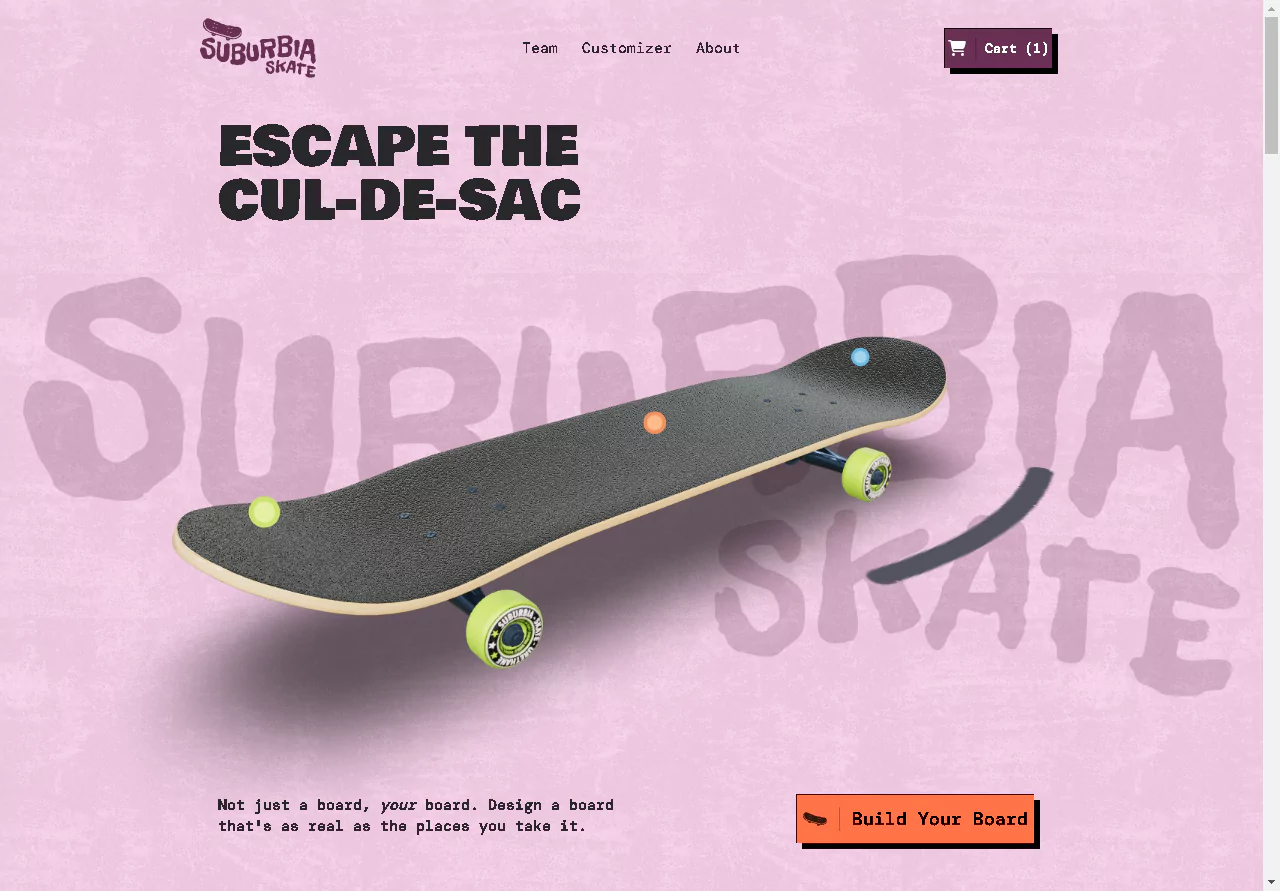 SUBURBIA
SKATE
Team Customizer About
Cart (1)
ESCAPE THE
CUL-DE-SAC
SUBURBIA
SKATE
SUBURBIA SKATE
URETHANE
Not just a board, your board. Design a board
that's as real as the places you take it.
Build Your Board